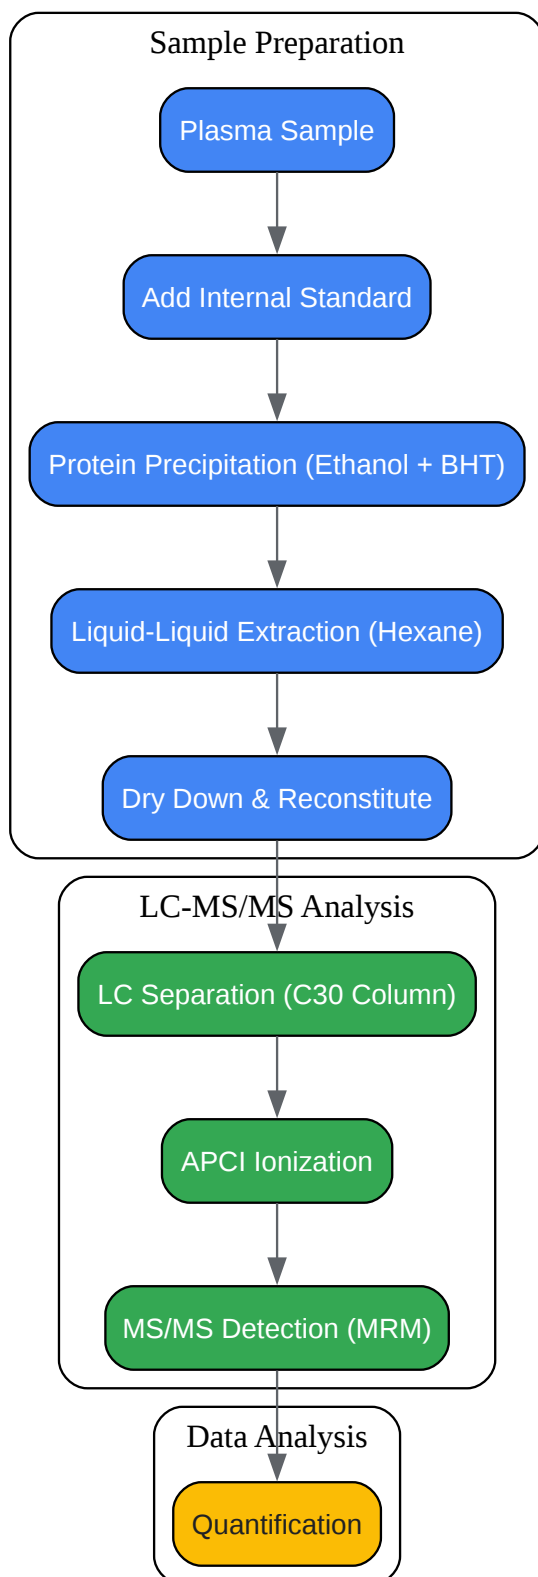 Sample Preparation
Plasma Sample
Add Internal Standard
Protein Precipitation (Ethanol + BHT)
Liquid-Liquid Extraction (Hexane)
Dry Down & Reconstitute
LC-MS/MS Analysis
LC Separation (C30 Column)
APCI Ionization
MS/MS Detection (MRM)
Data Analysis
Quantification